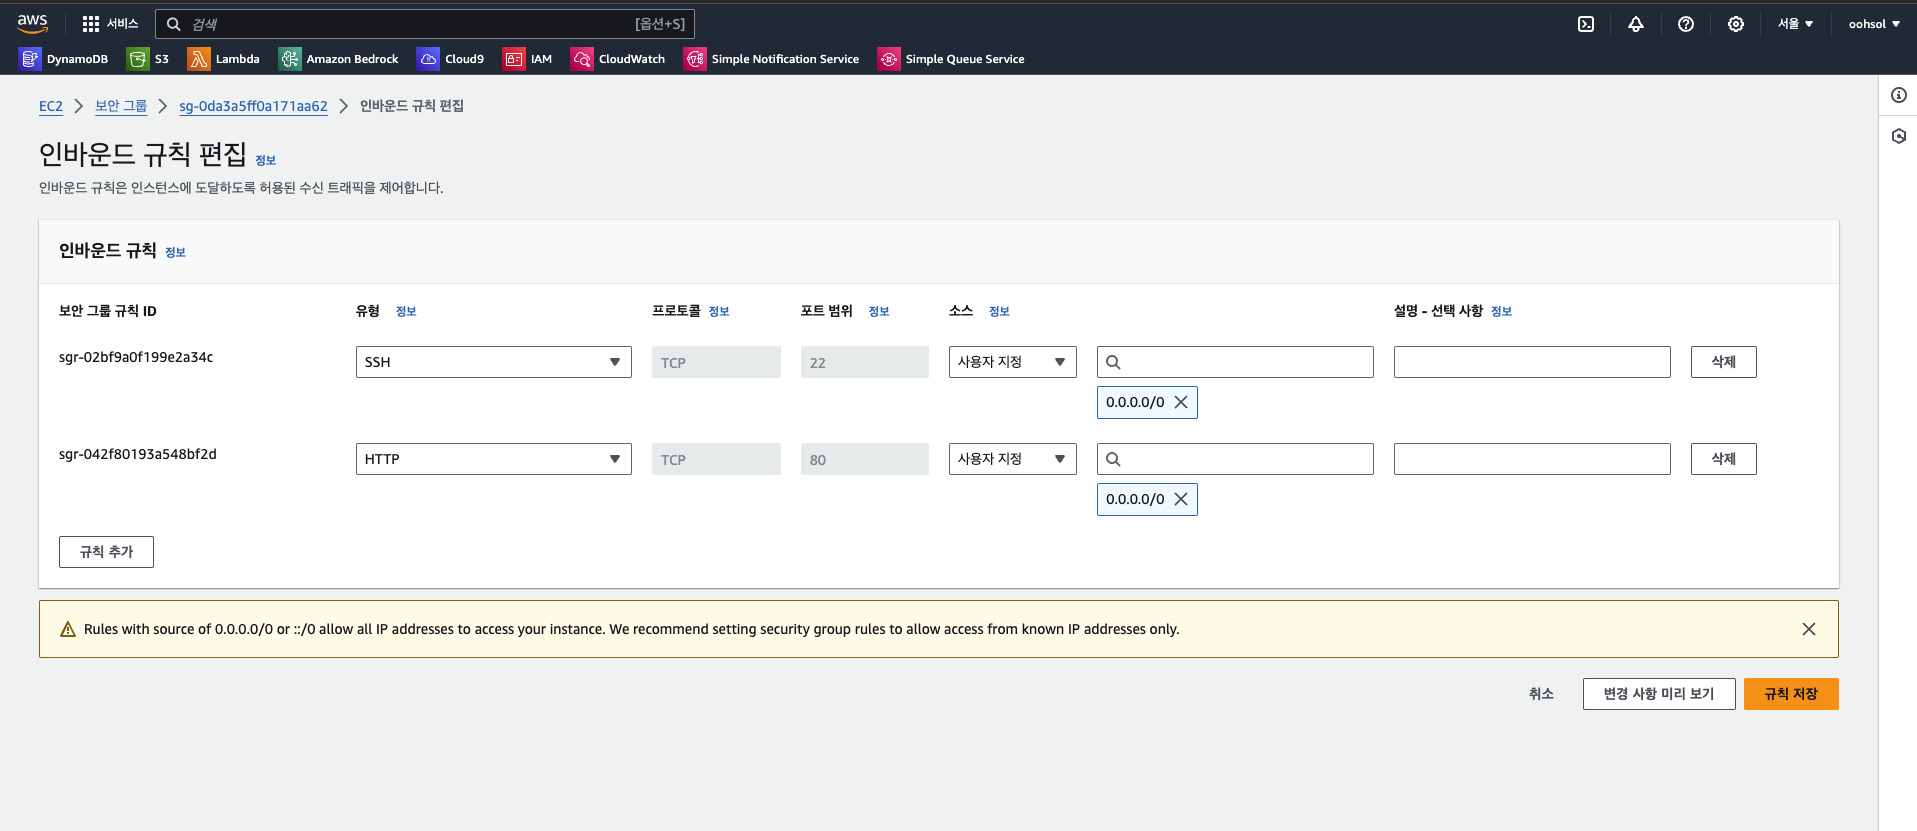 aws 서비스 검색 [옵션+S] 서울 oohsol
DynamoDB S3 Lambda Amazon Bedrock Cloud9 IAM CloudWatch Simple Notification Service Simple Queue Service
EC2 보안 그룹 sg-0da3a5ff0a171aa62 인바운드 규칙 편집
인바운드 규칙 편집 정보
인바운드 규칙은 인스턴스에 도달하도록 허용된 수신 트래픽을 제어합니다.
인바운드 규칙 정보
보안 그룹 규칙 ID 유형 정보 프로토콜 정보 포트 범위 정보 소스 정보 설명 - 선택 사항 정보
sgr-02bf9a0f199e2a34c SSH TCP 22 사용자 지정 삭제
0.0.0.0/0
sgr-042f80193a548bf2d HTTP TCP 80 사용자 지정 삭제
0.0.0.0/0
규칙 추가
Rules with source of 0.0.0.0/0 or ::/0 allow all IP addresses to access your instance. We recommend setting security group rules to allow access from known IP addresses only.
취소 변경 사항 미리 보기 규칙 저장